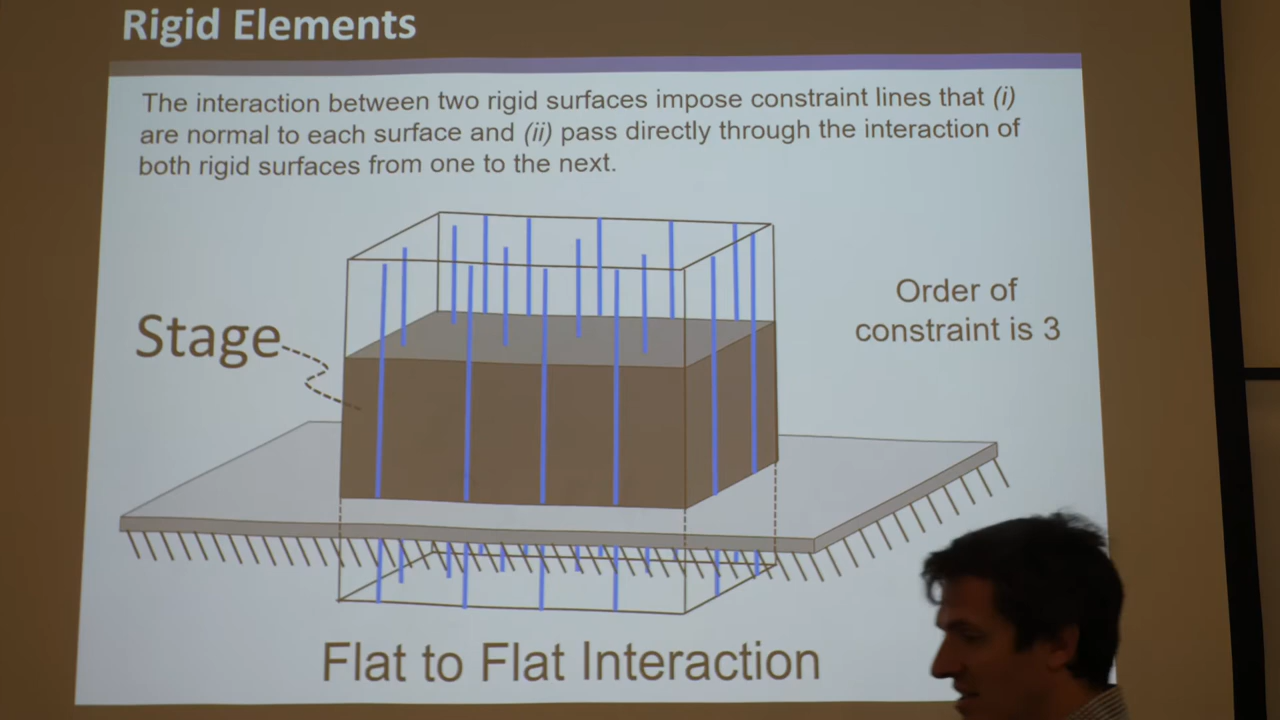 Rigid Elements
The interaction between two rigid surfaces impose constraint lines that (i)
are normal to each surface and (ii) pass directly through the interaction of
both rigid surfaces from one to the next.
Stage
Order of
constraint is 3
Flat to Flat Interaction